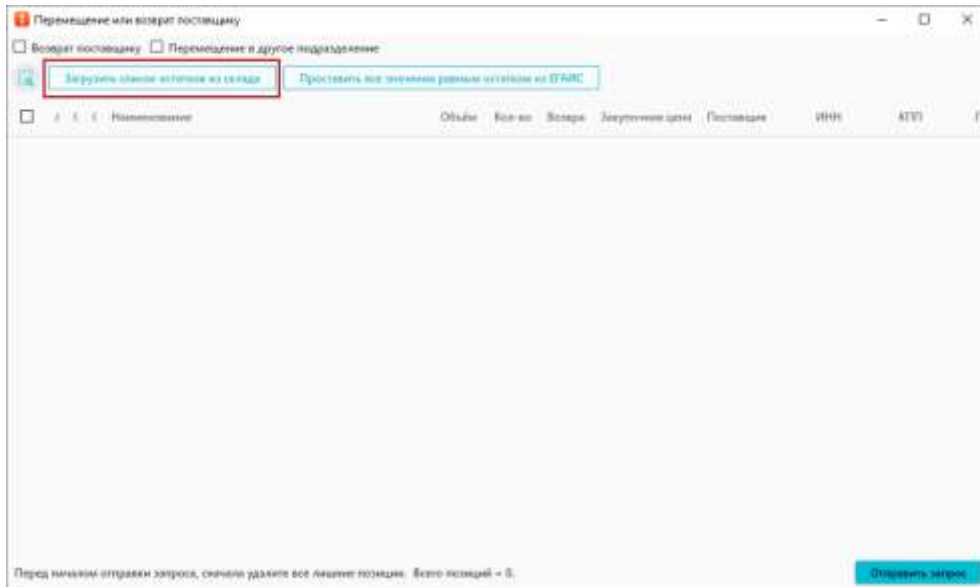 Перемещение или возврат поставщику
Возврат поставщику Перемещение в другое подразделение
Загрузить список остатков из склада Проставить все значения равным остаткам из ЕГАИС
Наименование Объём Кол-во Возвра Закупочная цена Поставщик ИНН КПП
Перед началом отправки запроса, сначала удалите все лишние позиции. Всего позиций = 0. Отправить запрос